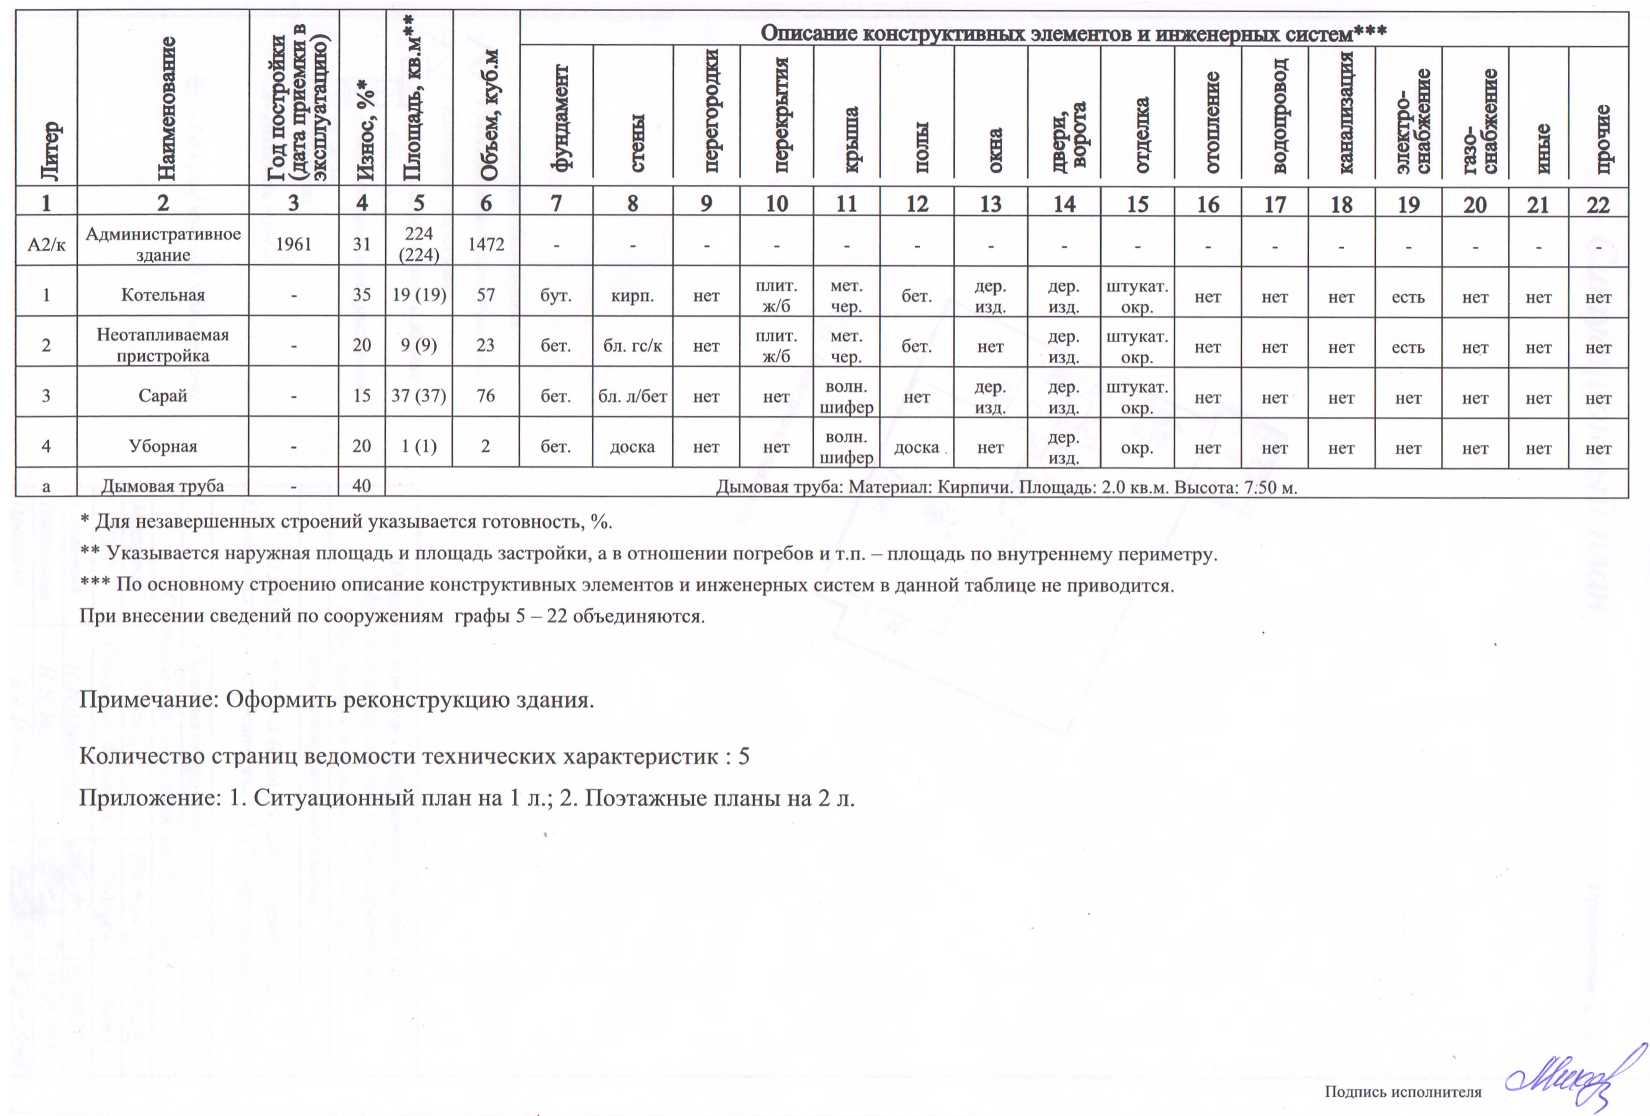 Литер
Наименование
Год постройки (дата приемки в эксплуатацию)
Износ, %*
Площадь, кв.м**
Объем, куб.м
Описание конструктивных элементов и инженерных систем***
фундамент
стены
перегородки
перекрытия
крыша
полы
окна
двери, ворота
отделка
отопление
водопровод
канализация
электро-снабжение
газо-снабжение
иные
прочие
1 2 3 4 5 6 7 8 9 10 11 12 13 14 15 16 17 18 19 20 21 22
А2/к Административное здание 1961 31 224 (224) 1472 - - - - - - - - - - - - - - - -
1 Котельная - 35 19 (19) 57 бут. кирп. нет плит. ж/б мет. чер. бет. дер. изд. дер. изд. штукат. окр. нет нет нет есть нет нет нет
2 Неотапливаемая пристройка - 20 9 (9) 23 бет. бл. гс/к нет плит. ж/б мет. чер. бет. нет дер. изд. штукат. окр. нет нет нет есть нет нет нет
3 Сарай - 15 37 (37) 76 бет. бл. л/бет нет нет волн. шифер нет дер. изд. дер. изд. штукат. окр. нет нет нет нет нет нет нет
4 Уборная - 20 1 (1) 2 бет. доска нет нет волн. шифер доска нет дер. изд. окр. нет нет нет нет нет нет нет
а Дымовая труба - 40 Дымовая труба: Материал: Кирпичи. Площадь: 2.0 кв.м. Высота: 7.50 м.
* Для незавершенных строений указывается готовность, %.
** Указывается наружная площадь и площадь застройки, а в отношении погребов и т.п. – площадь по внутреннему периметру.
*** По основному строению описание конструктивных элементов и инженерных систем в данной таблице не приводится.
При внесении сведений по сооружениям графы 5 – 22 объединяются.
Примечание: Оформить реконструкцию здания.
Количество страниц ведомости технических характеристик : 5
Приложение: 1. Ситуационный план на 1 л.; 2. Поэтажные планы на 2 л.
Подпись исполнителя